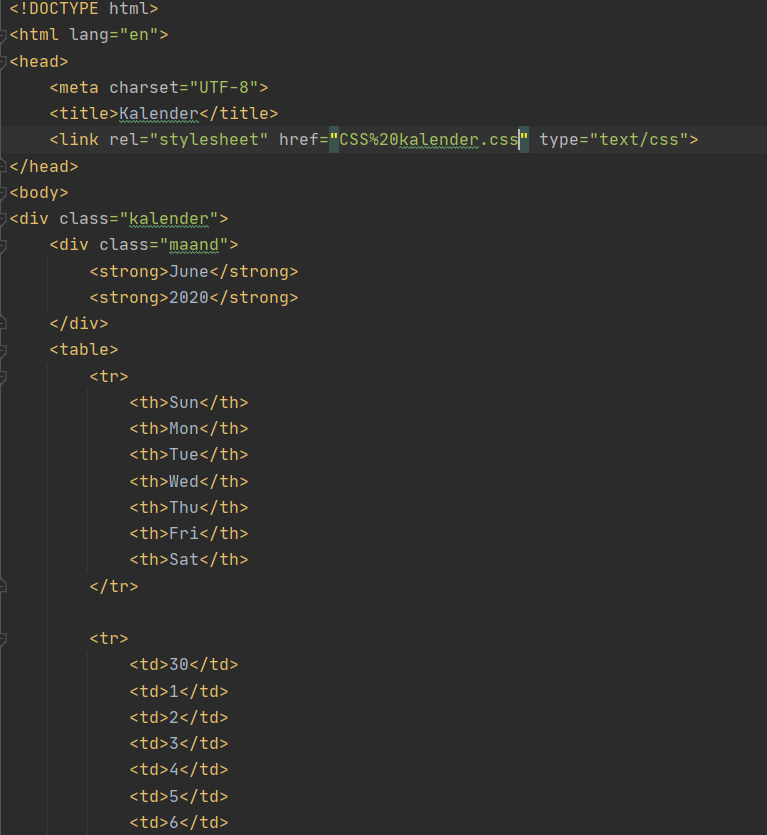 <!DOCTYPE html>
<html lang="en">
<head>
    <meta charset="UTF-8">
    <title>Kalender</title>
    <link rel="stylesheet" href="CSS%20kalender.css" type="text/css">
</head>
<body>
<div class="kalender">
    <div class="maand">
        <strong>June</strong>
        <strong>2020</strong>
    </div>
    <table>
        <tr>
            <th>Sun</th>
            <th>Mon</th>
            <th>Tue</th>
            <th>Wed</th>
            <th>Thu</th>
            <th>Fri</th>
            <th>Sat</th>
        </tr>

        <tr>
            <td>30</td>
            <td>1</td>
            <td>2</td>
            <td>3</td>
            <td>4</td>
            <td>5</td>
            <td>6</td>